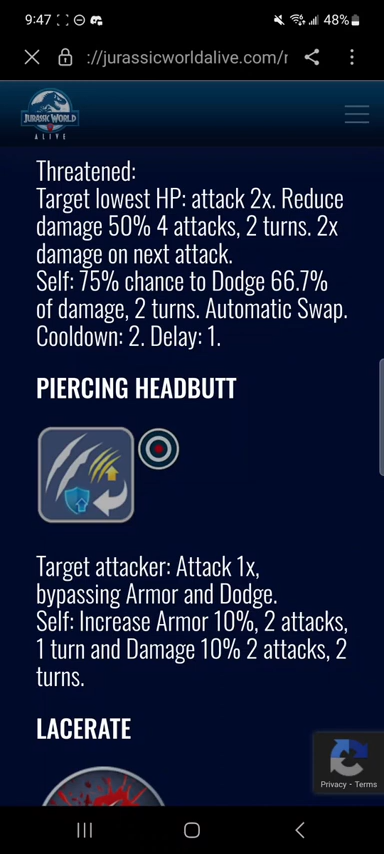 9:47
48%
://jurassicworldalive.com/r
JURASSIC WORLD
ALIVE
Threatened:
Target lowest HP: attack 2x. Reduce
damage 50% 4 attacks, 2 turns. 2x
damage on next attack.
Self: 75% chance to Dodge 66.7%
of damage, 2 turns. Automatic Swap.
Cooldown: 2. Delay: 1.
PIERCING HEADBUTT
Target attacker: Attack 1x,
bypassing Armor and Dodge.
Self: Increase Armor 10%, 2 attacks,
1 turn and Damage 10% 2 attacks, 2
turns.
LACERATE
Privacy - Terms